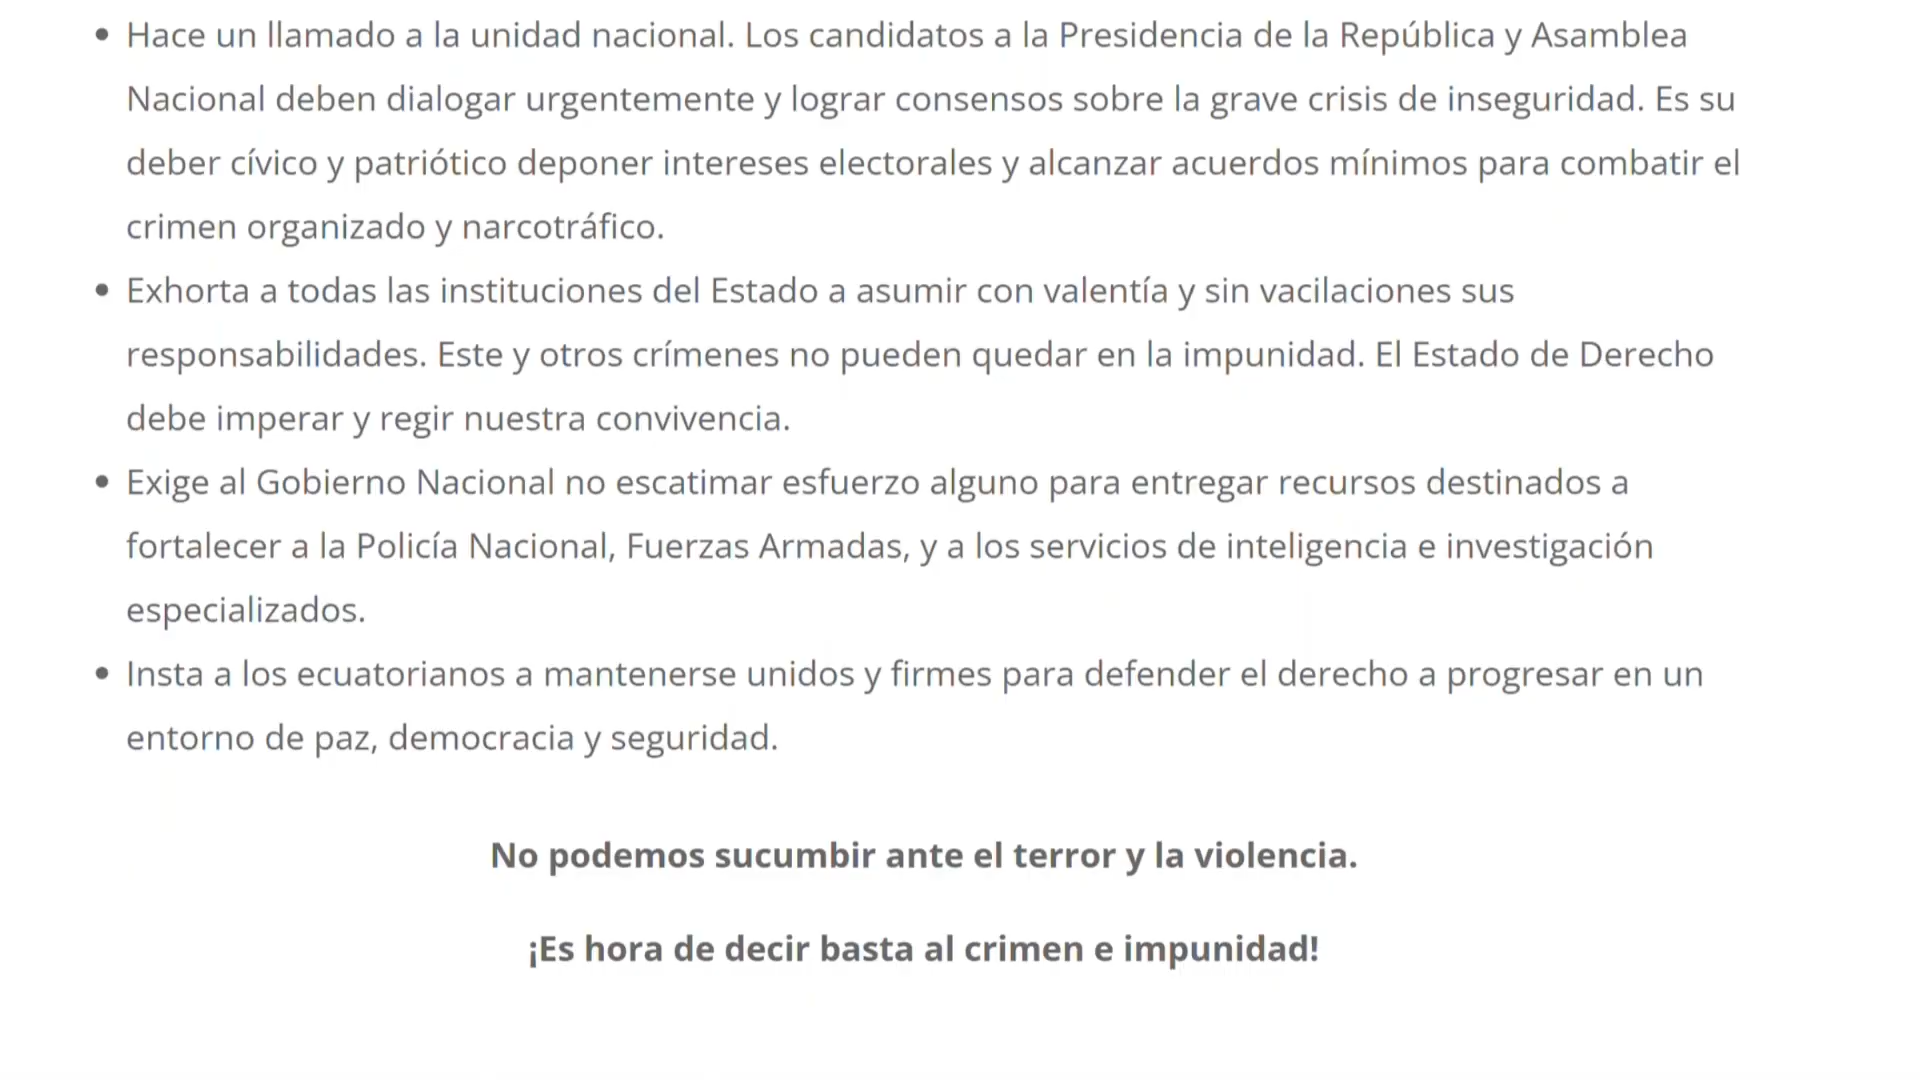 • Hace un llamado a la unidad nacional. Los candidatos a la Presidencia de la República y Asamblea
Nacional deben dialogar urgentemente y lograr consensos sobre la grave crisis de inseguridad. Es su
deber cívico y patriótico deponer intereses electorales y alcanzar acuerdos mínimos para combatir el
crimen organizado y narcotráfico.
• Exhorta a todas las instituciones del Estado a asumir con valentía y sin vacilaciones sus
responsabilidades. Este y otros crímenes no pueden quedar en la impunidad. El Estado de Derecho
debe imperar y regir nuestra convivencia.
• Exige al Gobierno Nacional no escatimar esfuerzo alguno para entregar recursos destinados a
fortalecer a la Policía Nacional, Fuerzas Armadas, y a los servicios de inteligencia e investigación
especializados.
• Insta a los ecuatorianos a mantenerse unidos y firmes para defender el derecho a progresar en un
entorno de paz, democracia y seguridad.
No podemos sucumbir ante el terror y la violencia.
¡Es hora de decir basta al crimen e impunidad!